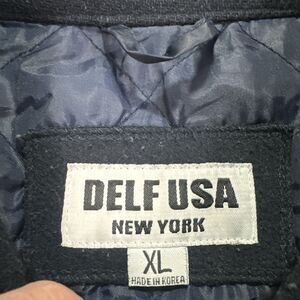 DELF USA
NEW YORK
XL
MADE IN KOREA